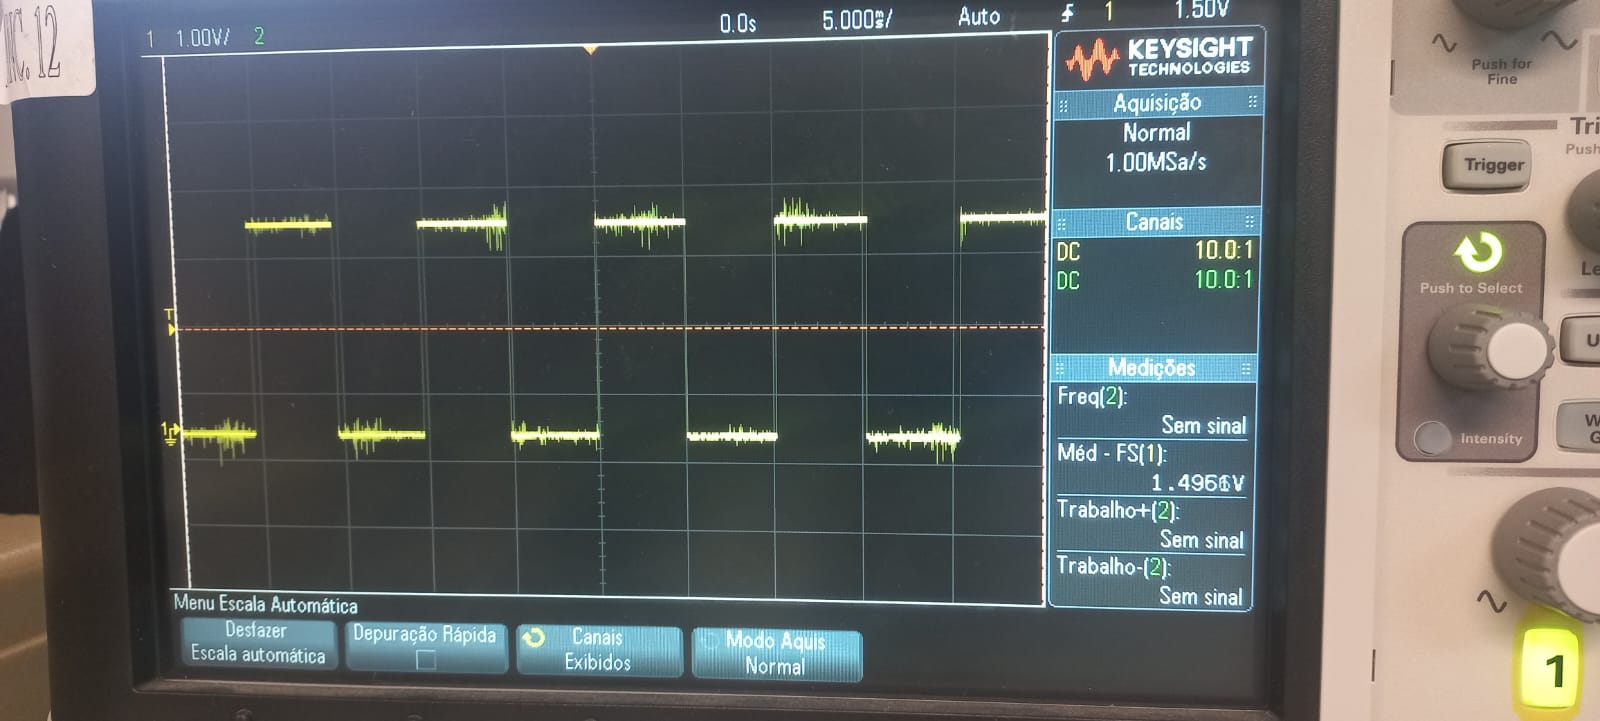 1 1.00V/ 2 0.0s 5.000ms/ Auto 1 1.50V
KEYSIGHT
TECHNOLOGIES
Aquisição
Normal
1.00MSa/s
Canais
DC 10.0:1
DC 10.0:1
Medições
Freq(2):
Sem sinal
Méd - FS(1):
Trabalho+(2):
Sem sinal
Trabalho-(2):
Sem sinal
T
1
Menu Escala Automática
Desfazer
Escala automática
Depuração Rápida
Canais
Exibidos
Modo Aquis
Normal
12
Push for
Fine
Trigger
Push to Select
Intensity
1